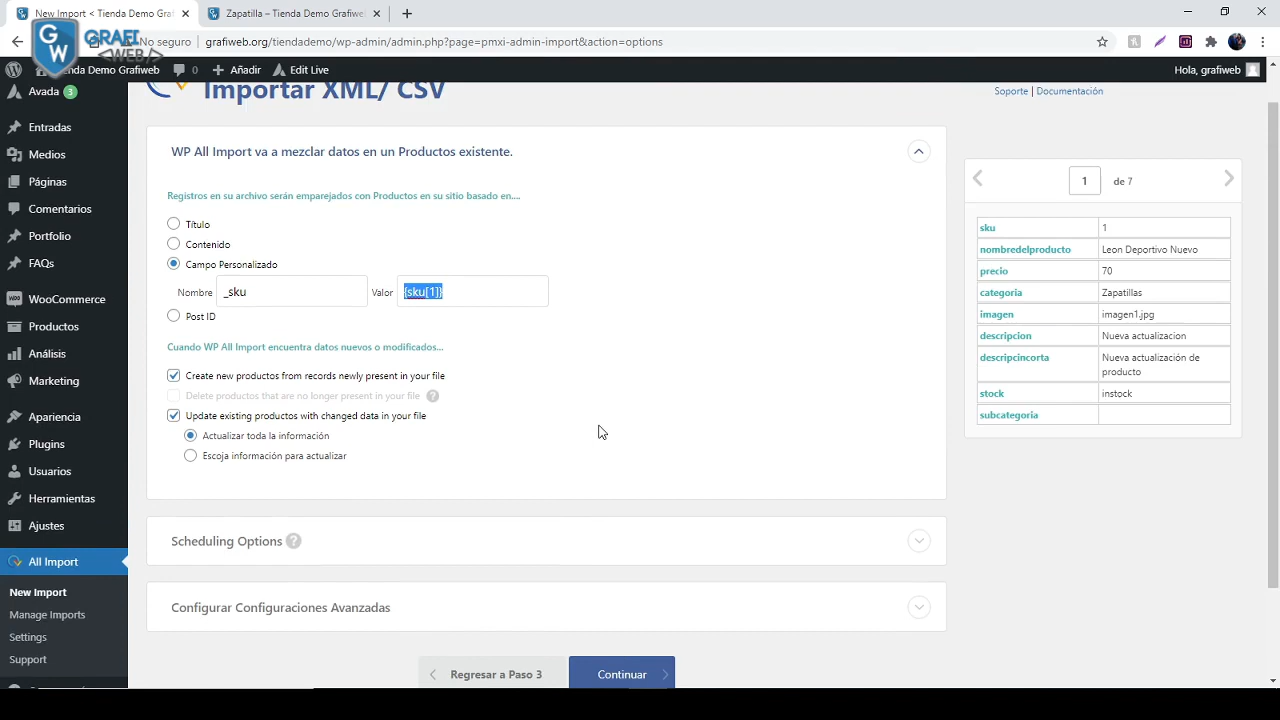 New Import < Tienda Demo Grafiwe
Zapatilla – Tienda Demo Grafiwel
No seguro
grafiweb.org/tiendademo/wp-admin/admin.php?page=pmxi-admin-import&action=options
GW
GRAFI
WEB/>
nda Demo Grafiweb
0
Añadir
Edit Live
Hola, grafiweb
Avada 3
Entradas
Medios
Páginas
Comentarios
Portfolio
FAQs
WooCommerce
Productos
Análisis
Marketing
Apariencia
Plugins
Usuarios
Herramientas
Ajustes
All Import
New Import
Manage Imports
Settings
Support
Importar XML/ CSV
Soporte | Documentación
WP All Import va a mezclar datos en un Productos existente.
Registros en su archivo serán emparejados con Productos en su sitio basado en....
Título
Contenido
Campo Personalizado
Nombre _sku Valor {sku[1]}
Post ID
Cuando WP All Import encuentra datos nuevos o modificados...
Create new productos from records newly present in your file
Delete productos that are no longer present in your file ?
Update existing productos with changed data in your file
Actualizar toda la información
Escoja información para actualizar
Scheduling Options ?
Configurar Configuraciones Avanzadas
Regresar a Paso 3
Continuar
1 de 7
sku 1
nombredelproducto Leon Deportivo Nuevo
precio 70
categoria Zapatillas
imagen imagen1.jpg
descripcion Nueva actualizacion
descripcincorta Nueva actualización de
producto
stock instock
subcategoria